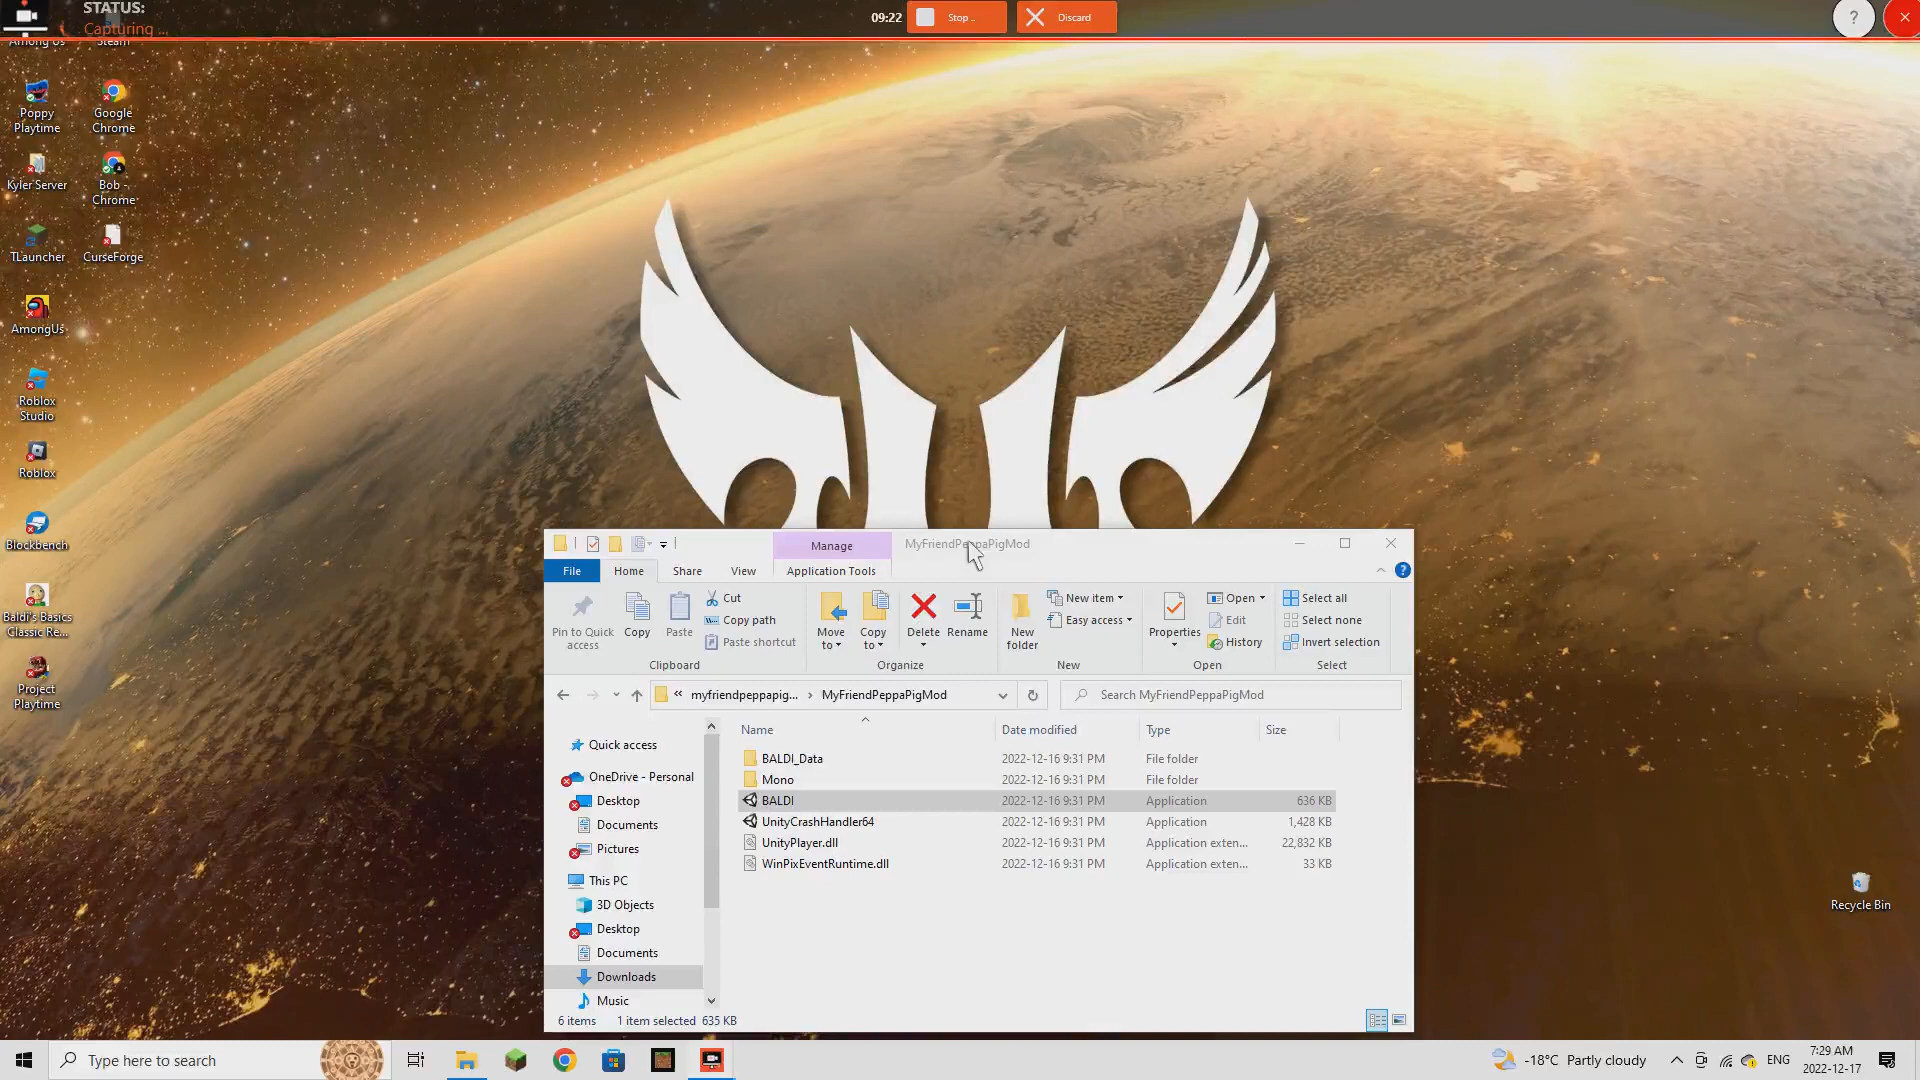 STATUS:
Capturing ...
09:22
Stop ..
Discard
?
Among Us
Steam
Poppy
Playtime
Google
Chrome
Kyler Server
Bob -
Chrome
TLauncher
CurseForge
AmongUs
Roblox
Studio
Roblox
Blockbench
Baldi's Basics
Classic Re...
Project
Playtime
Recycle Bin
Manage
MyFriendPeppaPigMod
File
Home
Share
View
Application Tools
Pin to Quick
access
Copy
Paste
Cut
Copy path
Paste shortcut
Clipboard
Move
to
Copy
to
Delete
Rename
Organize
New
folder
New item
Easy access
New
Properties
Open
Edit
History
Open
Select all
Select none
Invert selection
Select
« myfriendpeppapig... › MyFriendPeppaPigMod
Search MyFriendPeppaPigMod
Quick access
OneDrive - Personal
Desktop
Documents
Pictures
This PC
3D Objects
Desktop
Documents
Downloads
Music
Name Date modified Type Size
BALDI_Data 2022-12-16 9:31 PM File folder
Mono 2022-12-16 9:31 PM File folder
BALDI 2022-12-16 9:31 PM Application 636 KB
UnityCrashHandler64 2022-12-16 9:31 PM Application 1,428 KB
UnityPlayer.dll 2022-12-16 9:31 PM Application exten... 22,832 KB
WinPixEventRuntime.dll 2022-12-16 9:31 PM Application exten... 33 KB
6 items 1 item selected 635 KB
Type here to search
-18°C Partly cloudy
ENG
7:29 AM
2022-12-17